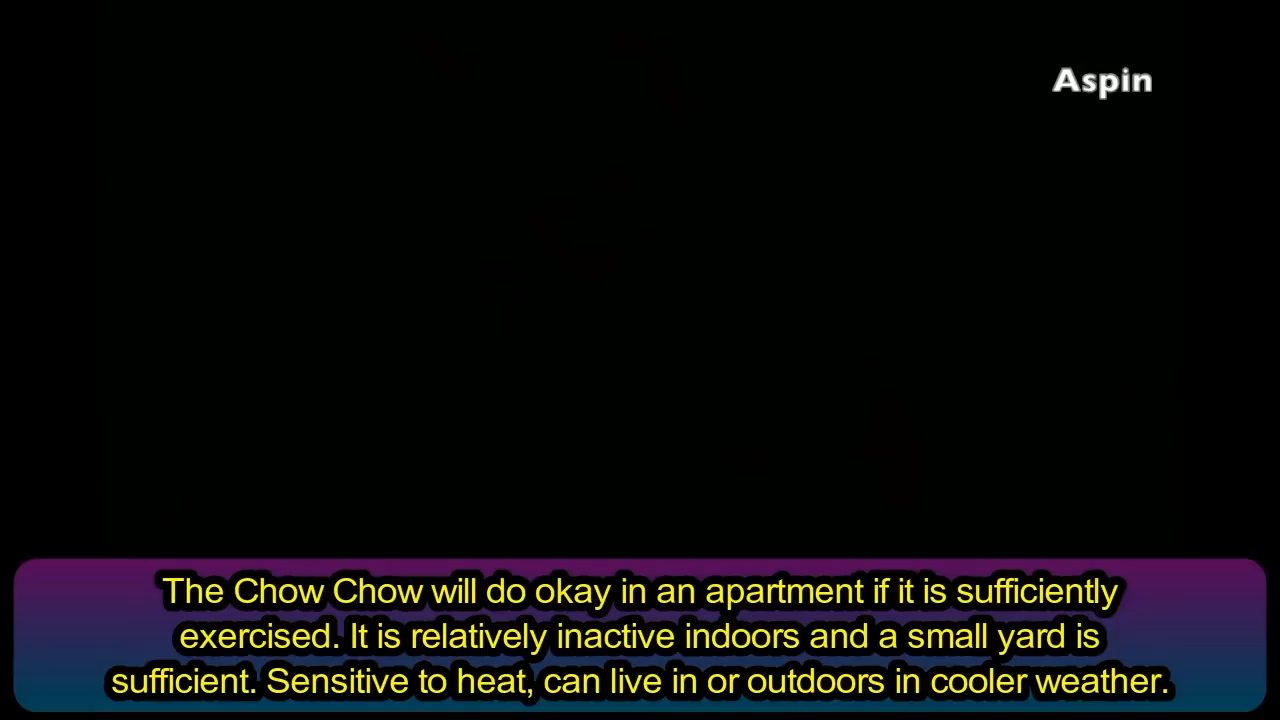 Aspin
The Chow Chow will do okay in an apartment if it is sufficiently
exercised. It is relatively inactive indoors and a small yard is
sufficient. Sensitive to heat, can live in or outdoors in cooler weather.